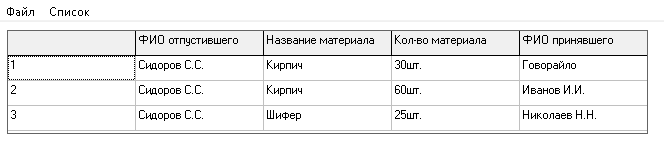 Файл Список
ФИО отпустившего Название материала Кол-во материала ФИО принявшего
1 Сидоров С.С. Кирпич 30шт. Говорайло
2 Сидоров С.С. Кирпич 60шт. Иванов И.И.
3 Сидоров С.С. Шифер 25шт. Николаев Н.Н.